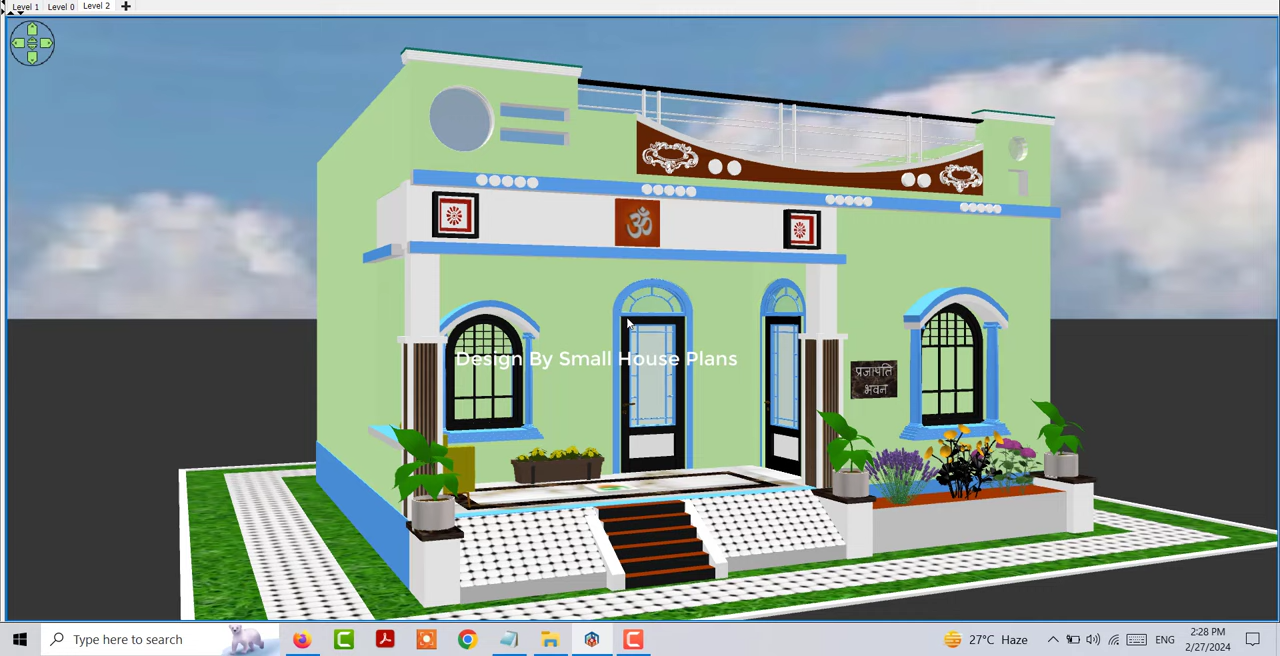 Level 1 Level 0 Level 2
ॐ
Design By Small House Plans
प्रजापति
भवन
Type here to search
27°C Haze
ENG
2:28 PM
2/27/2024